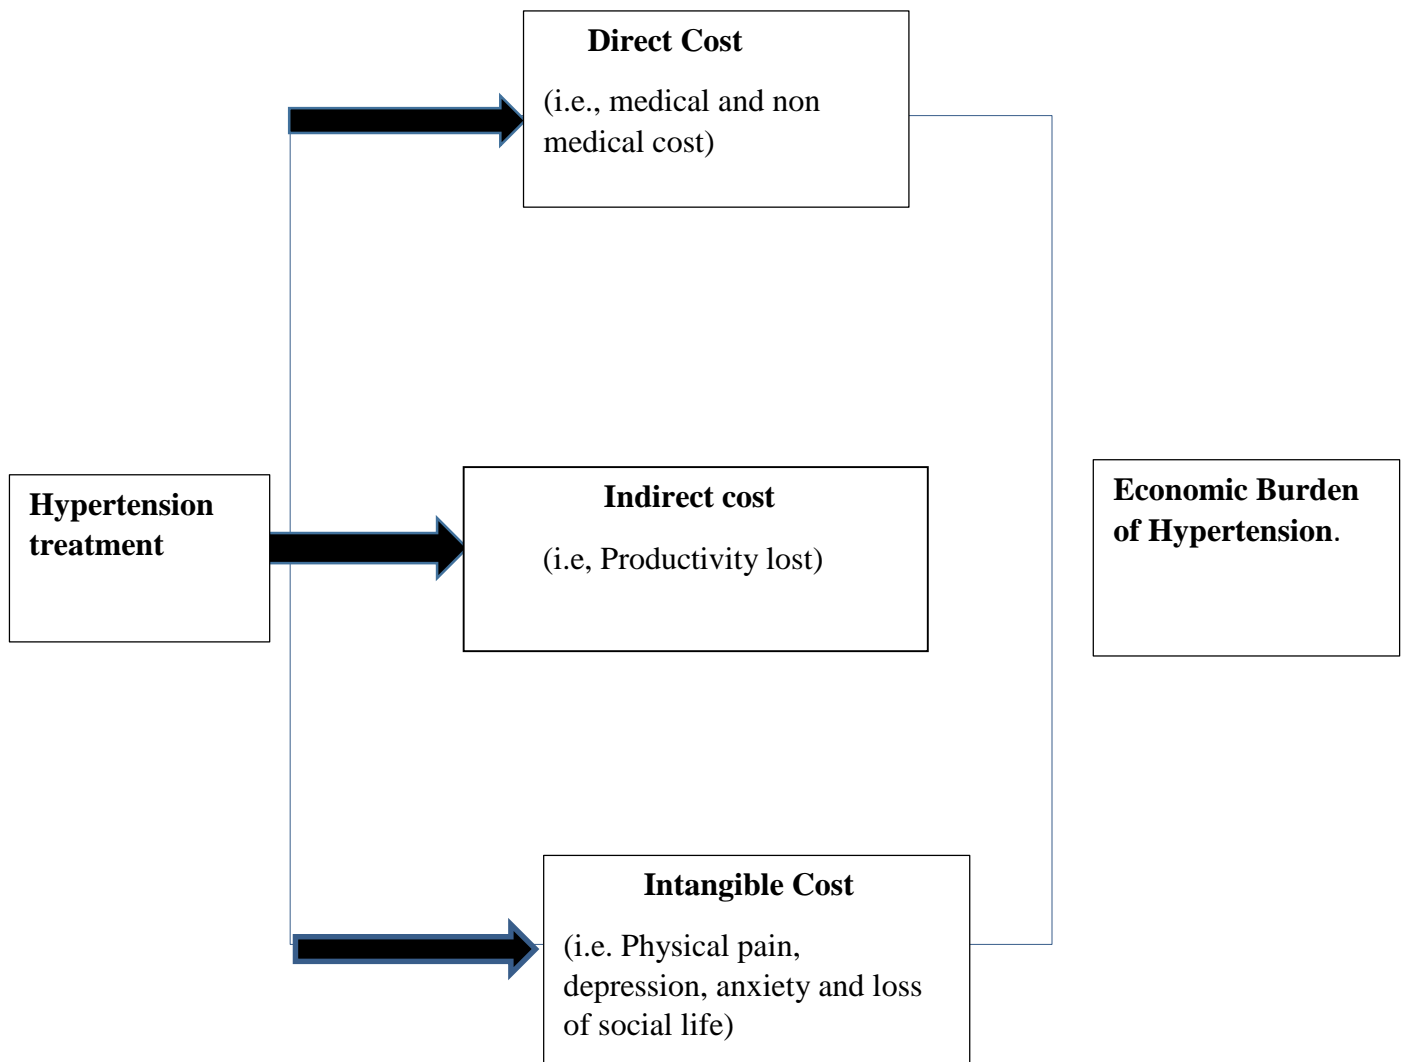 Direct Cost
(i.e., medical and non
medical cost)
Hypertension
treatment
Indirect cost
(i.e, Productivity lost)
Economic Burden
of Hypertension.
Intangible Cost
(i.e. Physical pain,
depression, anxiety and loss
of social life)